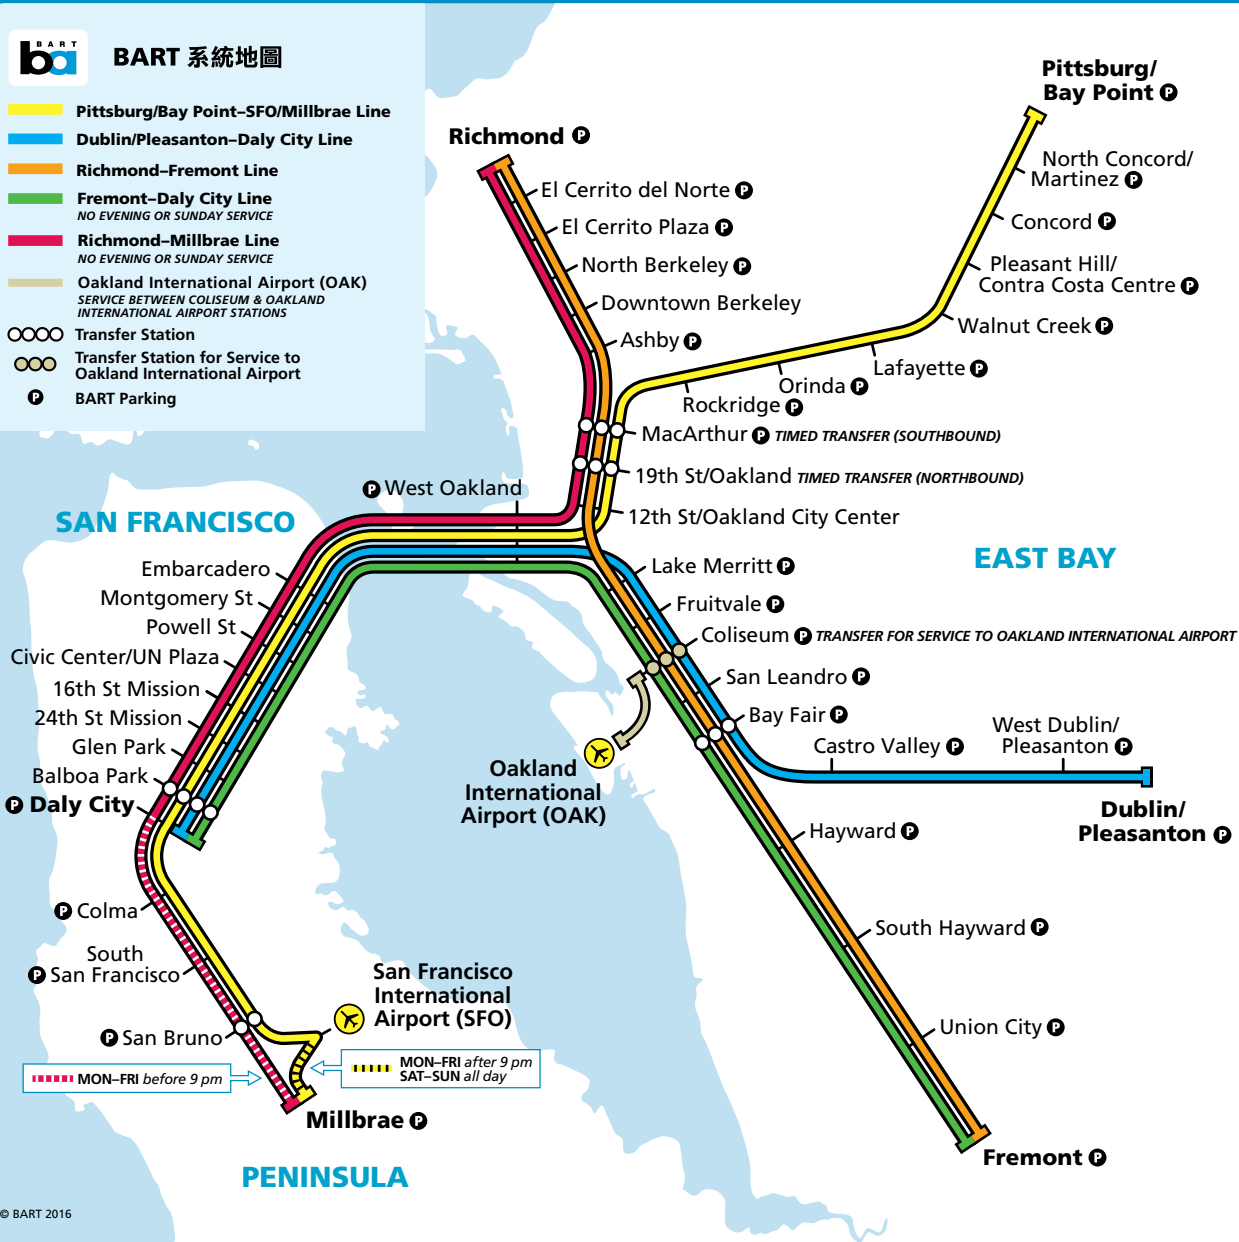 BART
ba
BART 系統地圖
Pittsburg/Bay Point–SFO/Millbrae Line
Dublin/Pleasanton–Daly City Line
Richmond–Fremont Line
Fremont–Daly City Line
NO EVENING OR SUNDAY SERVICE
Richmond–Millbrae Line
NO EVENING OR SUNDAY SERVICE
Oakland International Airport (OAK)
SERVICE BETWEEN COLISEUM & OAKLAND
INTERNATIONAL AIRPORT STATIONS
Transfer Station
Transfer Station for Service to
Oakland International Airport
P BART Parking
Richmond P
El Cerrito del Norte P
El Cerrito Plaza P
North Berkeley P
Downtown Berkeley
Ashby P
Pittsburg/
Bay Point P
North Concord/
Martinez P
Concord P
Pleasant Hill/
Contra Costa Centre P
Walnut Creek P
Lafayette P
Orinda P
Rockridge P
MacArthur P TIMED TRANSFER (SOUTHBOUND)
19th St/Oakland TIMED TRANSFER (NORTHBOUND)
12th St/Oakland City Center
P West Oakland
SAN FRANCISCO
EAST BAY
Embarcadero
Montgomery St
Powell St
Civic Center/UN Plaza
16th St Mission
24th St Mission
Glen Park
Balboa Park
P Daly City
P Colma
South
P San Francisco
P San Bruno
San Francisco
International
Airport (SFO)
MON–FRI before 9 pm
MON–FRI after 9 pm
SAT–SUN all day
Millbrae P
PENINSULA
Lake Merritt P
Fruitvale P
Coliseum P TRANSFER FOR SERVICE TO OAKLAND INTERNATIONAL AIRPORT
San Leandro P
Bay Fair P
Oakland
International
Airport (OAK)
Castro Valley P
West Dublin/
Pleasanton P
Dublin/
Pleasanton P
Hayward P
South Hayward P
Union City P
Fremont P
© BART 2016